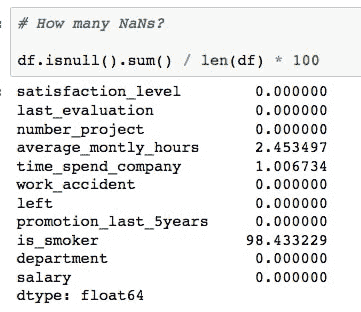 # How many NaNs?
df.isnull().sum() / len(df) * 100
satisfaction_level 0.000000
last_evaluation 0.000000
number_project 0.000000
average_montly_hours 2.453497
time_spend_company 1.006734
work_accident 0.000000
left 0.000000
promotion_last_5years 0.000000
is_smoker 98.433229
department 0.000000
salary 0.000000
dtype: float64